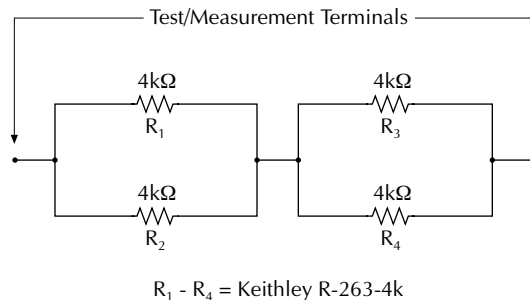 Test/Measurement Terminals
4kΩ
R₁
4kΩ
R₃
4kΩ
R₂
4kΩ
R₄
R₁ - R₄ = Keithley R-263-4k